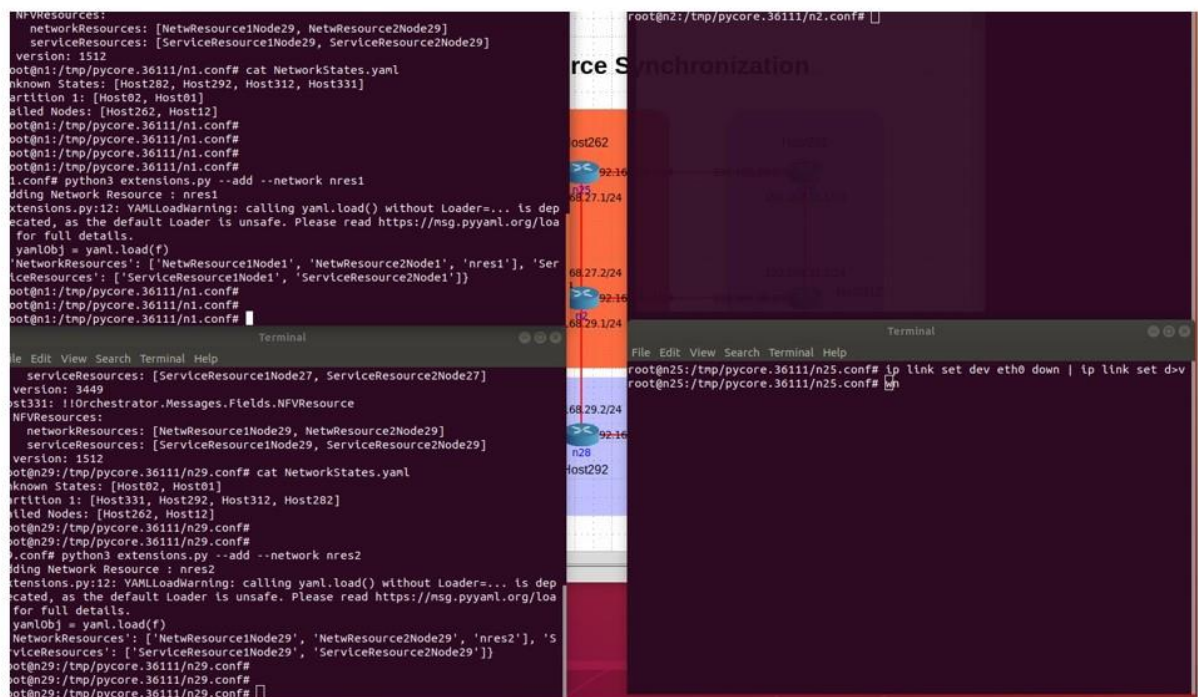 NFVResources:
networkResources: [NetwResource1Node29, NetwResource2Node29]
serviceResources: [ServiceResource1Node29, ServiceResource2Node29]
version: 1512
oot@n1:/tmp/pycore.36111/n1.conf# cat NetworkStates.yaml
nknown States: [Host282, Host292, Host312, Host331]
artition 1: [Host02, Host01]
ailed Nodes: [Host262, Host12]
oot@n1:/tmp/pycore.36111/n1.conf#
oot@n1:/tmp/pycore.36111/n1.conf#
oot@n1:/tmp/pycore.36111/n1.conf#
oot@n1:/tmp/pycore.36111/n1.conf#
1.conf# python3 extensions.py --add --network nres1
dding Network Resource : nres1
xtensions.py:12: YAMLLoadWarning: calling yaml.load() without Loader=... is dep
ecated, as the default Loader is unsafe. Please read https://msg.pyyaml.org/loa
for full details.
yamlObj = yaml.load(f)
'NetworkResources': ['NetwResource1Node1', 'NetwResource2Node1', 'nres1'], 'Ser
iceResources': ['ServiceResource1Node1', 'ServiceResource2Node1']}
oot@n1:/tmp/pycore.36111/n1.conf#
oot@n1:/tmp/pycore.36111/n1.conf#
oot@n1:/tmp/pycore.36111/n1.conf#
Terminal
le Edit View Search Terminal Help
serviceResources: [ServiceResource1Node27, ServiceResource2Node27]
version: 3449
ost331: !!Orchestrator.Messages.Fields.NFVResource
NFVResources:
networkResources: [NetwResource1Node29, NetwResource2Node29]
serviceResources: [ServiceResource1Node29, ServiceResource2Node29]
version: 1512
oot@n29:/tmp/pycore.36111/n29.conf# cat NetworkStates.yaml
nknown States: [Host02, Host01]
artition 1: [Host331, Host292, Host312, Host282]
iled Nodes: [Host262, Host12]
oot@n29:/tmp/pycore.36111/n29.conf#
oot@n29:/tmp/pycore.36111/n29.conf#
9.conf# python3 extensions.py --add --network nres2
dding Network Resource : nres2
xtensions.py:12: YAMLLoadWarning: calling yaml.load() without Loader=... is dep
ecated, as the default Loader is unsafe. Please read https://msg.pyyaml.org/loa
for full details.
yamlObj = yaml.load(f)
NetworkResources': ['NetwResource1Node29', 'NetwResource2Node29', 'nres2'], 'S
rviceResources': ['ServiceResource1Node29', 'ServiceResource2Node29']}
oot@n29:/tmp/pycore.36111/n29.conf#
oot@n29:/tmp/pycore.36111/n29.conf#
oot@n29:/tmp/pycore.36111/n29.conf#
rce Synchronization
ost262
92.16
n25
68.27.1/24
68.27.2/24
92.16
68.29.1/24
68.29.2/24
92.16
n28
Host292
root@n2:/tmp/pycore.36111/n2.conf#
Terminal
File Edit View Search Terminal Help
root@n25:/tmp/pycore.36111/n25.conf# ip link set dev eth0 down | ip link set d>v
root@n25:/tmp/pycore.36111/n25.conf# wn